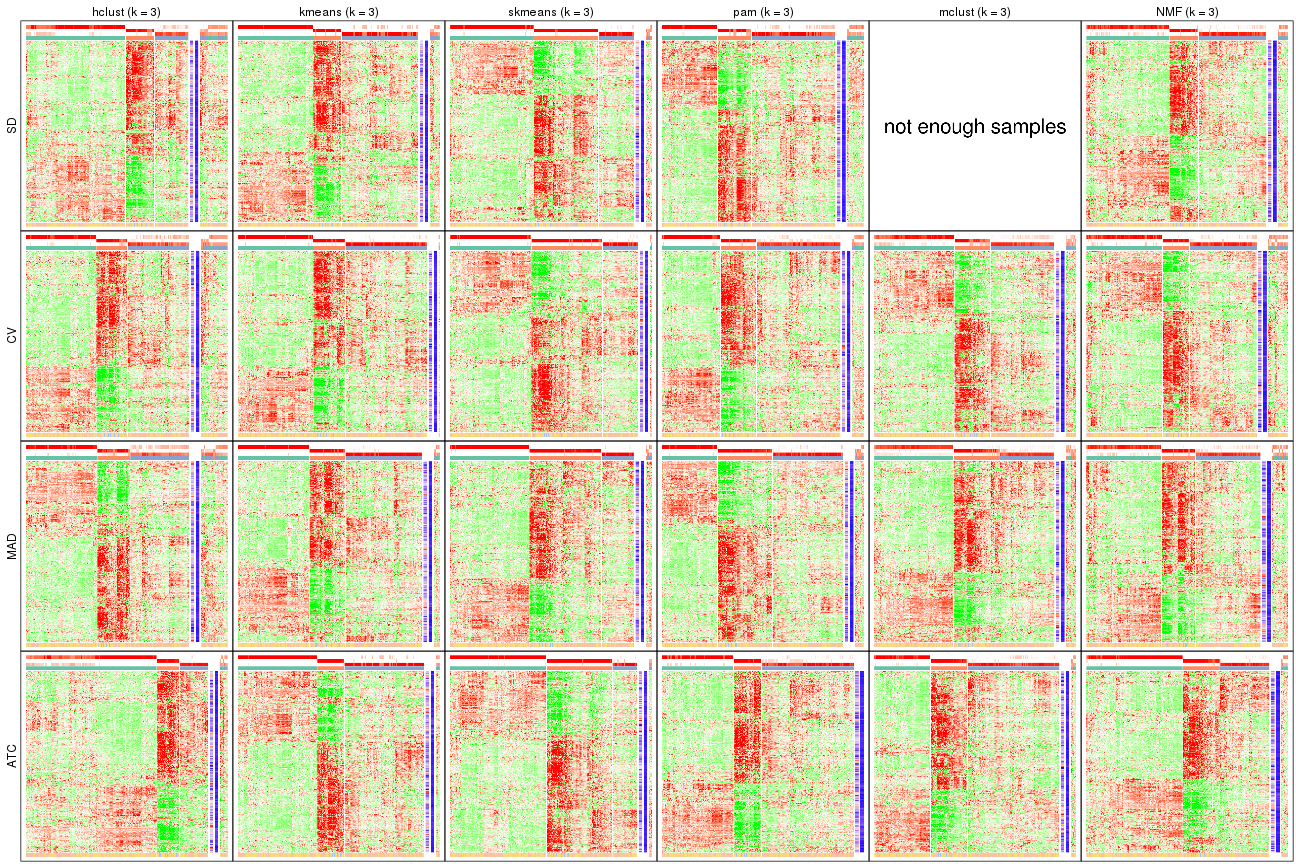 hclust (k = 3) kmeans (k = 3) skmeans (k = 3) pam (k = 3) mclust (k = 3) NMF (k = 3)
SD
not enough samples
CV
MAD
ATC